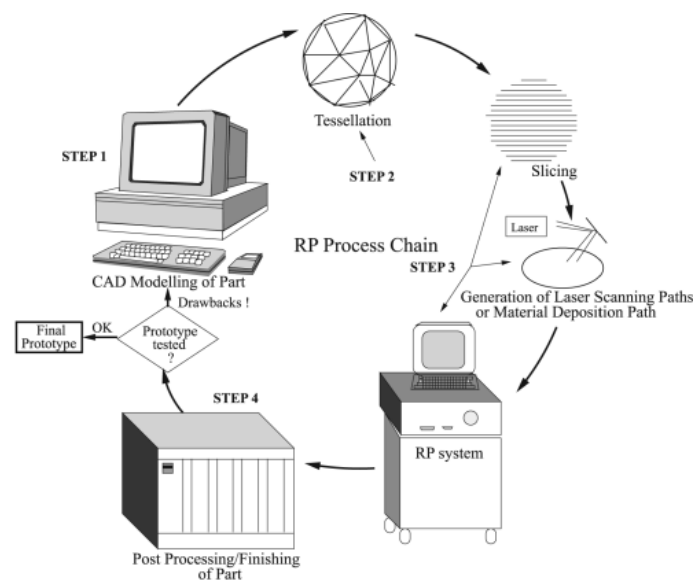 Tessellation
STEP 1
STEP 2
Slicing
Laser
RP Process Chain
STEP 3
CAD Modelling of Part
Generation of Laser Scanning Paths
or Material Deposition Path
Drawbacks !
OK
Final
Prototype
Prototype
tested
?
STEP 4
RP system
Post Processing/Finishing
of Part